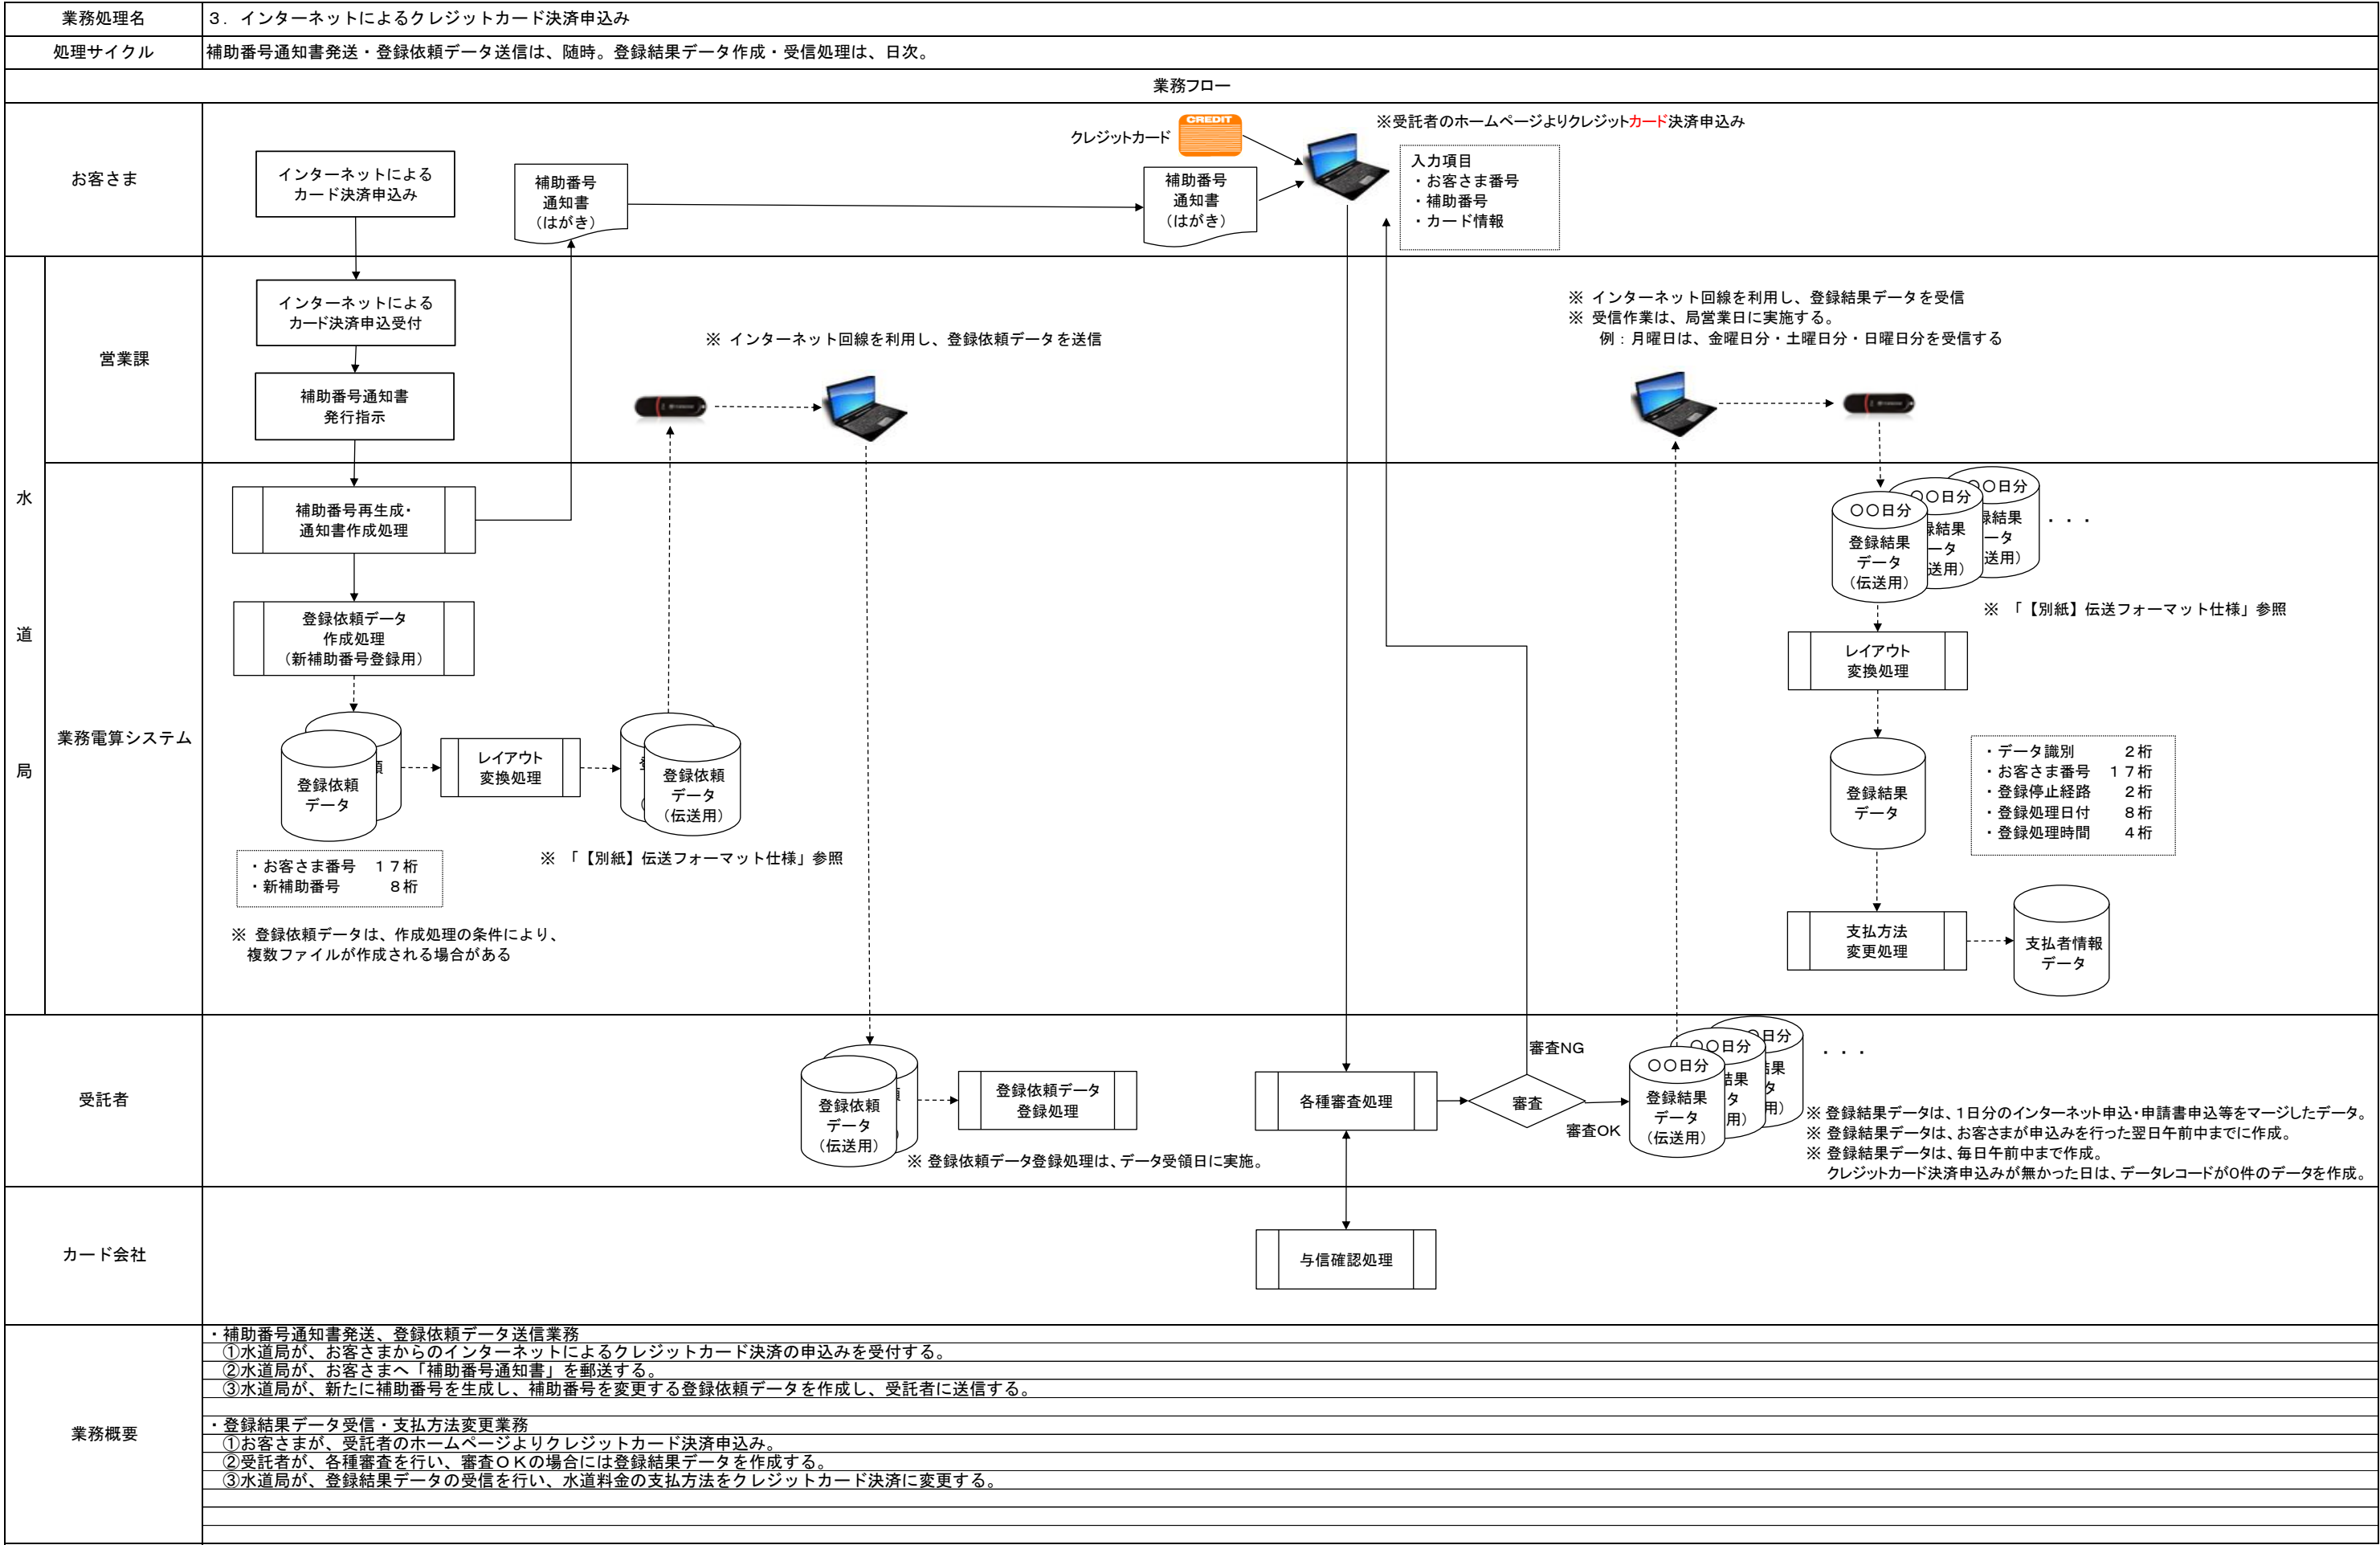 業務処理名
３．インターネットによるクレジットカード決済申込み
処理サイクル
補助番号通知書発送・登録依頼データ送信は、随時。登録結果データ作成・受信処理は、日次。
業務フロー
お客さま
インターネットによる
カード決済申込み
補助番号
通知書
（はがき）
クレジットカード
CREDIT
補助番号
通知書
（はがき）
※受託者のホームページよりクレジットカード決済申込み
入力項目
・お客さま番号
・補助番号
・カード情報
水道局
営業課
インターネットによる
カード決済申込受付
補助番号通知書
発行指示
※ インターネット回線を利用し、登録依頼データを送信
※ インターネット回線を利用し、登録結果データを受信
※ 受信作業は、局営業日に実施する。
例：月曜日は、金曜日分・土曜日分・日曜日分を受信する
業務電算システム
補助番号再生成・
通知書作成処理
登録依頼データ
作成処理
（新補助番号登録用）
登録依頼
データ
頼
レイアウト
変換処理
登録依頼
データ
（伝送用）
・お客さま番号　１７桁
・新補助番号　　　８桁
※ 「【別紙】伝送フォーマット仕様」参照
※ 登録依頼データは、作成処理の条件により、
複数ファイルが作成される場合がある
〇〇日分
登録結果
データ
（伝送用）
〇〇日分
録結果
ータ
送用）
〇〇日分
録結果
ータ
送用）
・・・
※ 「【別紙】伝送フォーマット仕様」参照
レイアウト
変換処理
登録結果
データ
・データ識別　　　２桁
・お客さま番号　１７桁
・登録停止経路　　２桁
・登録処理日付　　８桁
・登録処理時間　　４桁
支払方法
変更処理
支払者情報
データ
受託者
登録依頼
データ
（伝送用）
登録依頼データ
登録処理
※ 登録依頼データ登録処理は、データ受領日に実施。
各種審査処理
審査
審査NG
審査OK
〇〇日分
登録結果
データ
（伝送用）
〇〇日分
結果
タ
用）
〇日分
結果
タ
用）
・・・
※ 登録結果データは、1日分のインターネット申込・申請書申込等をマージしたデータ。
※ 登録結果データは、お客さまが申込みを行った翌日午前中までに作成。
※ 登録結果データは、毎日午前中まで作成。
クレジットカード決済申込みが無かった日は、データレコードが0件のデータを作成。
カード会社
与信確認処理
業務概要
・補助番号通知書発送、登録依頼データ送信業務
①水道局が、お客さまからのインターネットによるクレジットカード決済の申込みを受付する。
②水道局が、お客さまへ「補助番号通知書」を郵送する。
③水道局が、新たに補助番号を生成し、補助番号を変更する登録依頼データを作成し、受託者に送信する。
・登録結果データ受信・支払方法変更業務
①お客さまが、受託者のホームページよりクレジットカード決済申込み。
②受託者が、各種審査を行い、審査ＯＫの場合には登録結果データを作成する。
③水道局が、登録結果データの受信を行い、水道料金の支払方法をクレジットカード決済に変更する。